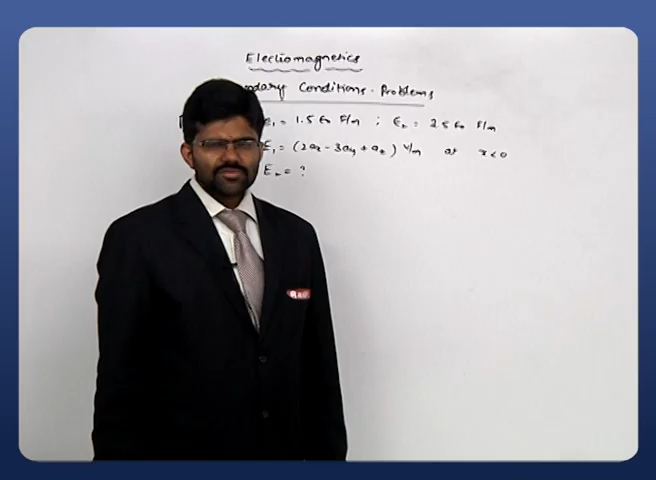 Electromagnetics
ndary Conditions - Problems
ε₁ = 1.5 ε₀ F/m ; ε₂ = 2.5 ε₀ F/m
E₁ = (2aₓ - 3aᵧ + a_z) V/m at x < 0
E₂ = ?